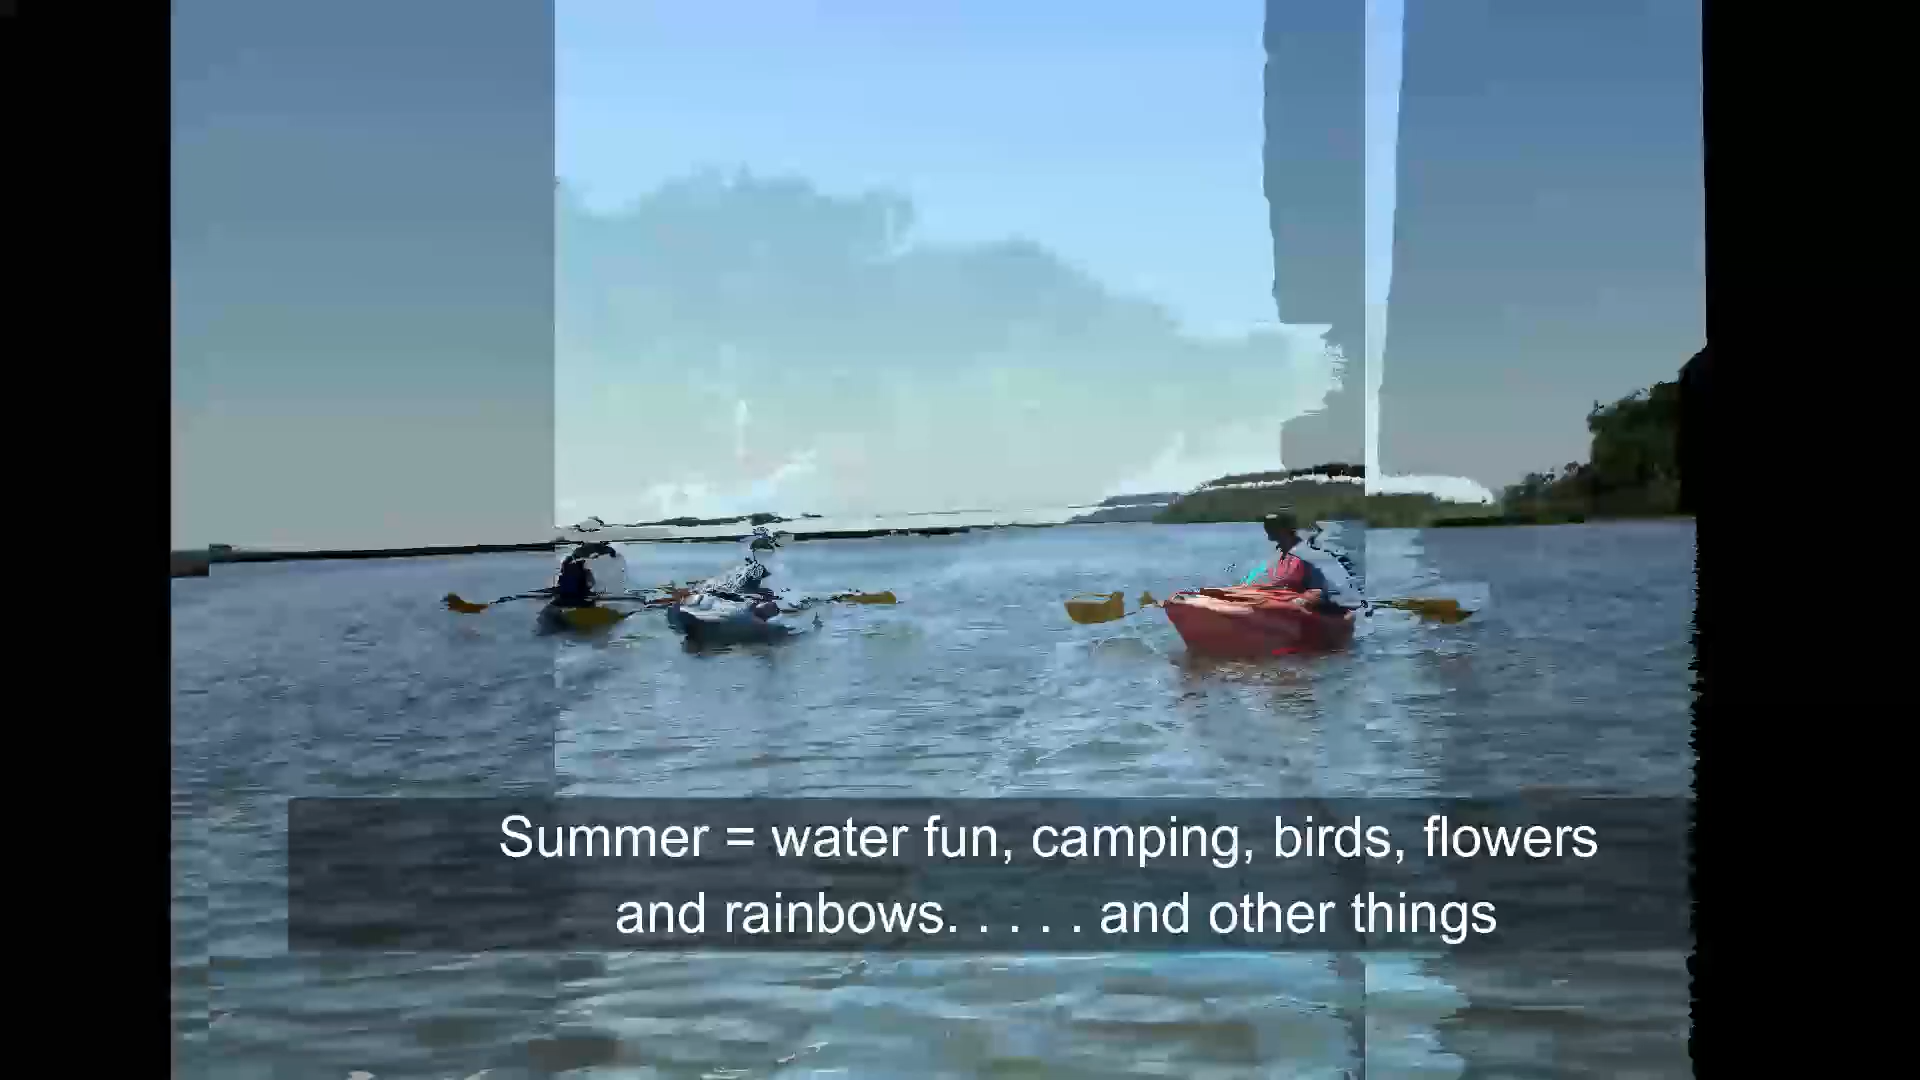 Summer = water fun, camping, birds, flowers
and rainbows. . . . . and other things